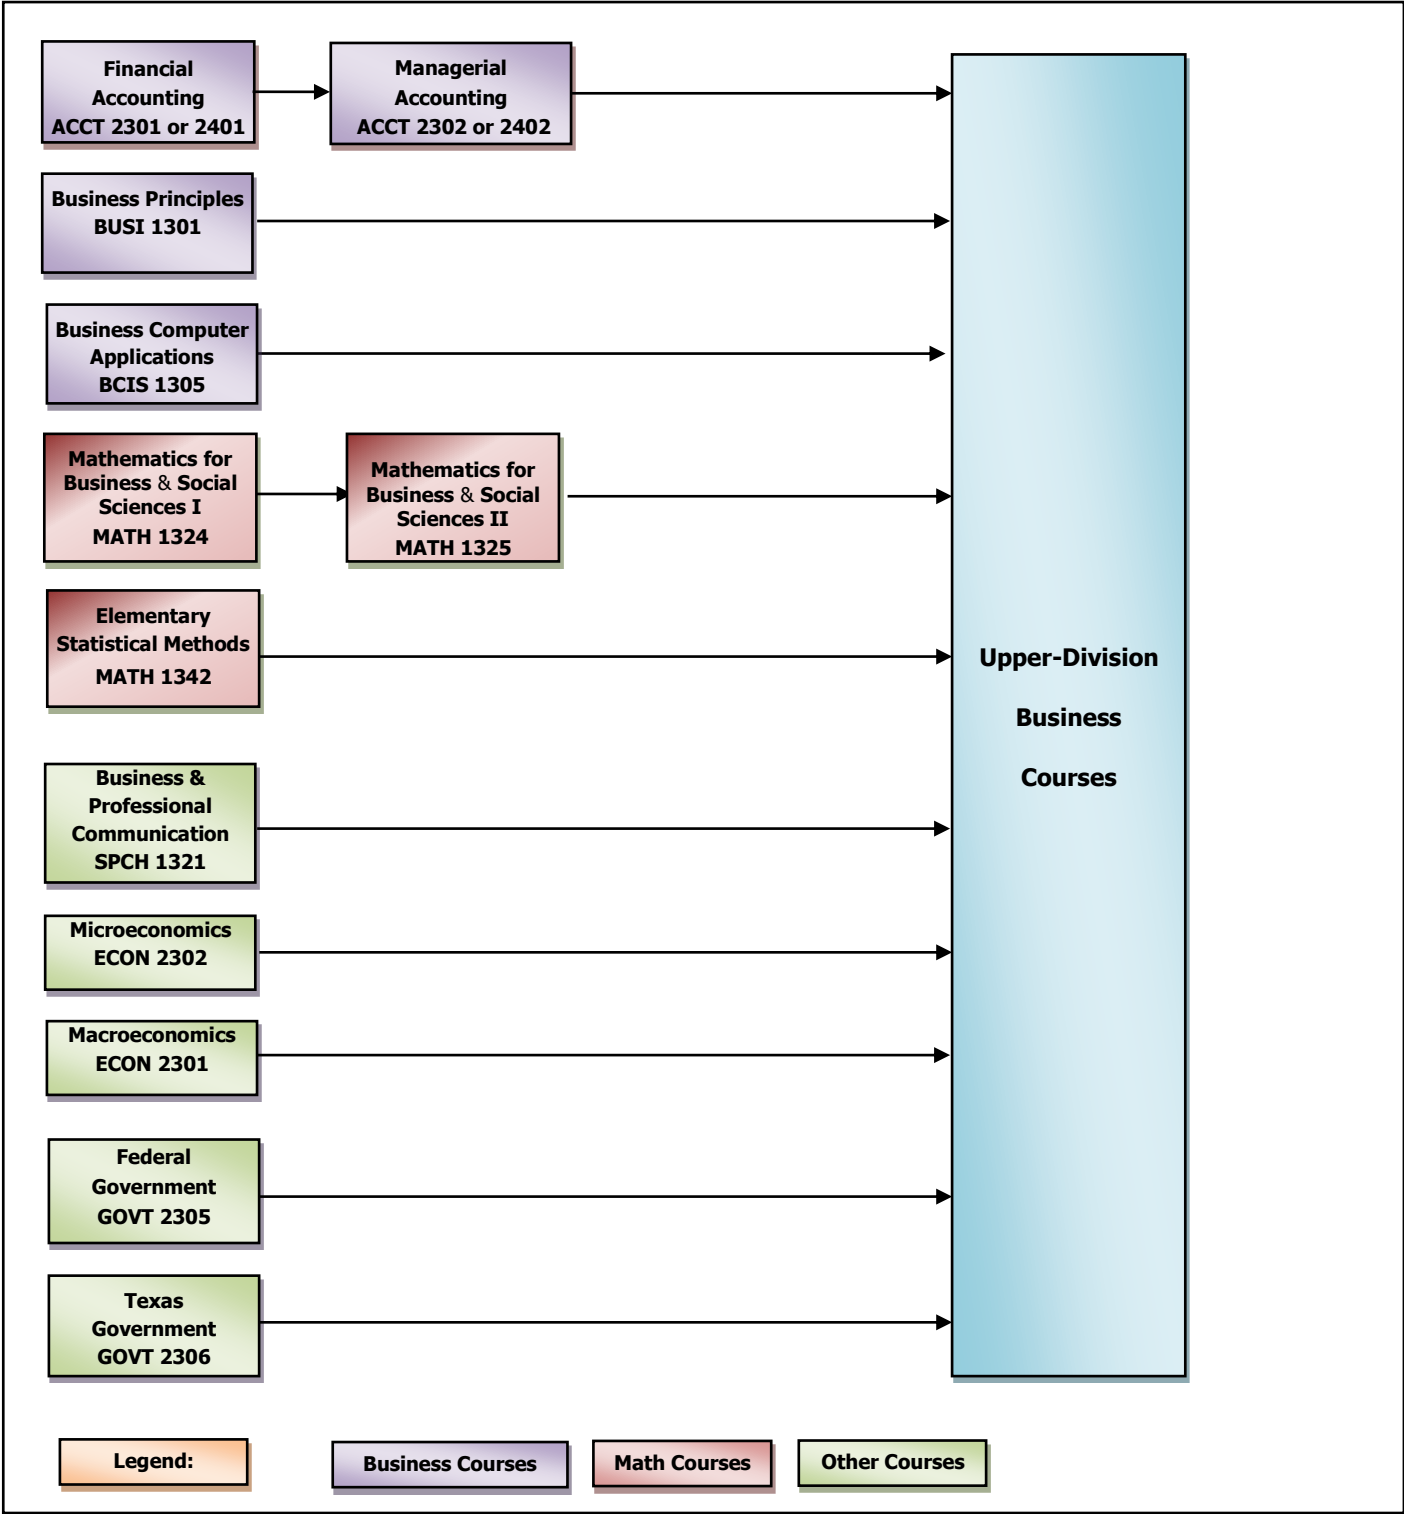 Financial
Accounting
ACCT 2301 or 2401
Managerial
Accounting
ACCT 2302 or 2402
Business Principles
BUSI 1301
Business Computer
Applications
BCIS 1305
Mathematics for
Business & Social
Sciences I
MATH 1324
Mathematics for
Business & Social
Sciences II
MATH 1325
Elementary
Statistical Methods
MATH 1342
Upper-Division
Business
Courses
Business &
Professional
Communication
SPCH 1321
Microeconomics
ECON 2302
Macroeconomics
ECON 2301
Federal
Government
GOVT 2305
Texas
Government
GOVT 2306
Legend:
Business Courses
Math Courses
Other Courses